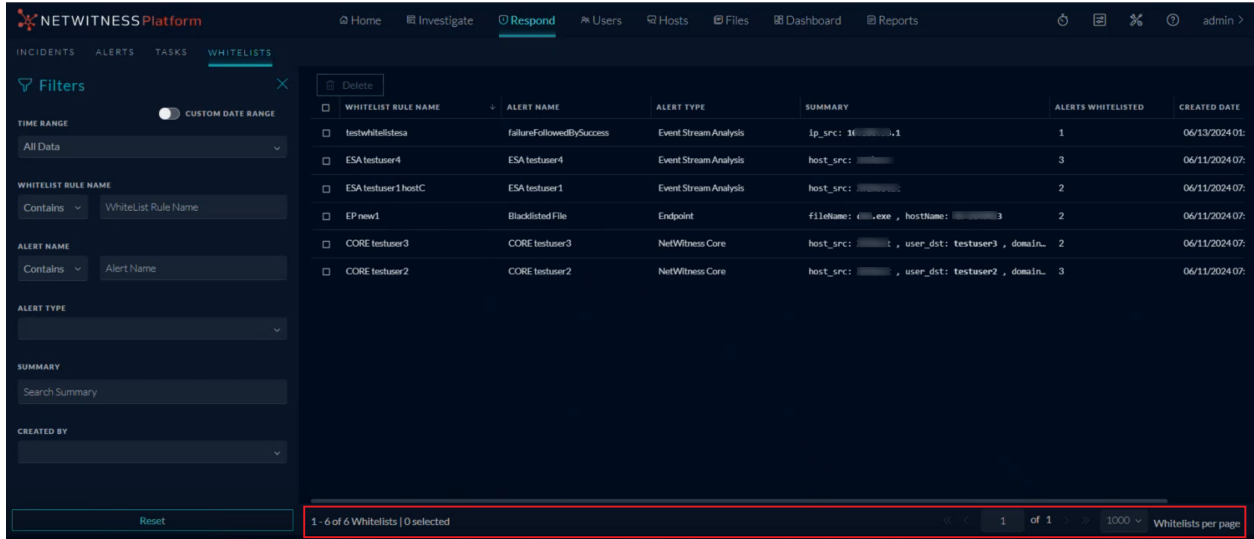 NETWITNESS Platform
Home Investigate Respond Users Hosts Files Dashboard Reports admin >
INCIDENTS ALERTS TASKS WHITELISTS
Filters
CUSTOM DATE RANGE
TIME RANGE
All Data
WHITELIST RULE NAME
Contains WhiteList Rule Name
ALERT NAME
Contains Alert Name
ALERT TYPE
SUMMARY
Search Summary
CREATED BY
Reset
Delete
WHITELIST RULE NAME ALERT NAME ALERT TYPE SUMMARY ALERTS WHITELISTED CREATED DATE
testwhitelistesa failureFollowedBySuccess Event Stream Analysis ip_src: .1 1 06/13/2024 01:
ESA testuser4 ESA testuser4 Event Stream Analysis host_src: 3 06/11/2024 07:
ESA testuser1 hostC ESA testuser1 Event Stream Analysis host_src: 2 06/11/2024 07:
EP new1 Blacklisted File Endpoint fileName: .exe , hostName: 3 2 06/11/2024 07:
CORE testuser3 CORE testuser3 NetWitness Core host_src: , user_dst: testuser3 , domain… 2 06/11/2024 07:
CORE testuser2 CORE testuser2 NetWitness Core host_src: , user_dst: testuser2 , domain… 3 06/11/2024 07:
1 - 6 of 6 Whitelists | 0 selected << < 1 of 1 > >> 1000 Whitelists per page